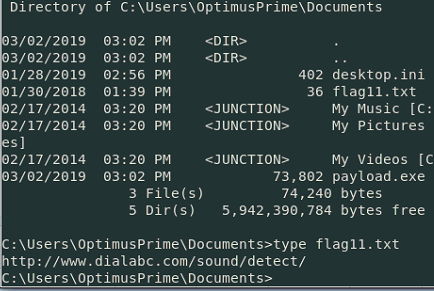 Directory of C:\Users\OptimusPrime\Documents
03/02/2019  03:02 PM    <DIR>          .
03/02/2019  03:02 PM    <DIR>          ..
01/28/2019  02:56 PM               402 desktop.ini
01/30/2018  01:39 PM                36 flag11.txt
02/17/2014  03:20 PM    <JUNCTION>     My Music [C:
02/17/2014  03:20 PM    <JUNCTION>     My Pictures
es]
02/17/2014  03:20 PM    <JUNCTION>     My Videos [C
03/02/2019  03:02 PM            73,802 payload.exe
3 File(s)         74,240 bytes
5 Dir(s)   5,942,390,784 bytes free
C:\Users\OptimusPrime\Documents>type flag11.txt
http://www.dialabc.com/sound/detect/
C:\Users\OptimusPrime\Documents>